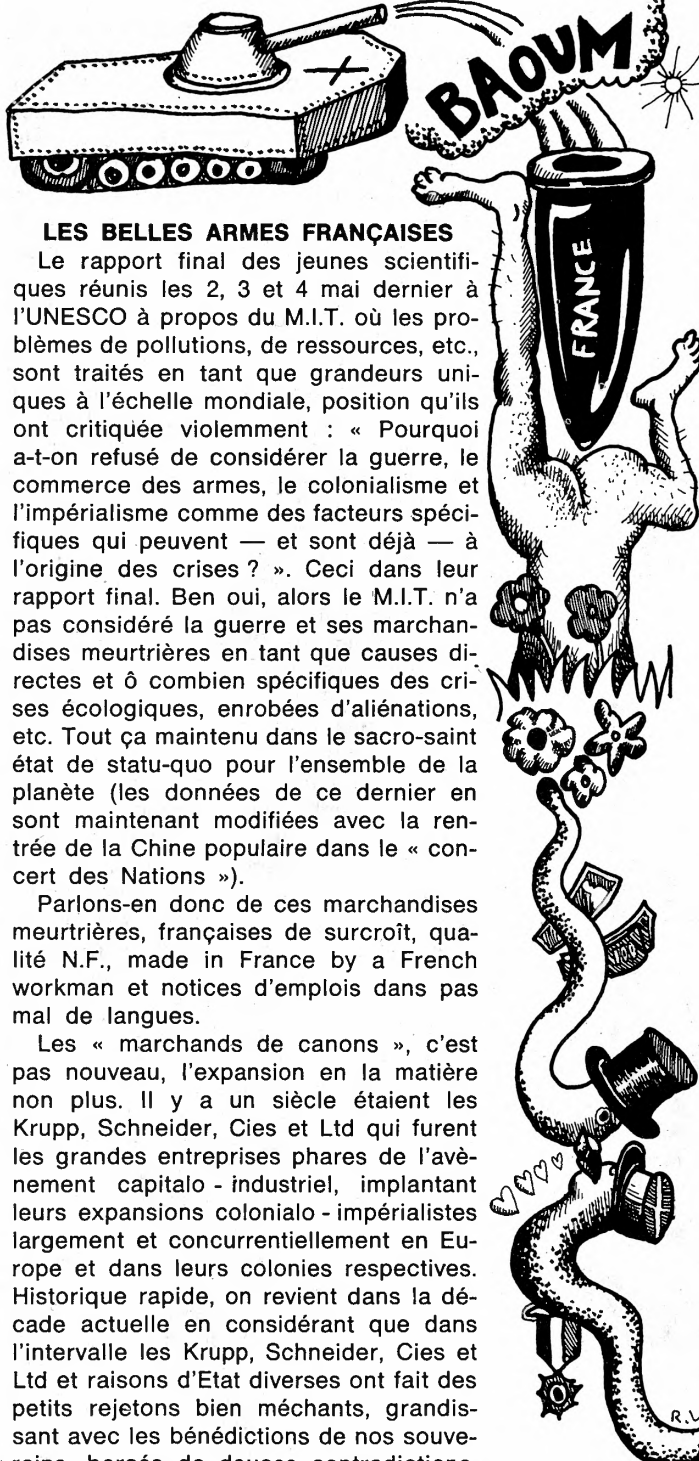 BAOUM
FRANCE
LES BELLES ARMES FRANÇAISES
Le rapport final des jeunes scientifi-
ques réunis les 2, 3 et 4 mai dernier à
l'UNESCO à propos du M.I.T. où les pro-
blèmes de pollutions, de ressources, etc.,
sont traités en tant que grandeurs uni-
ques à l'échelle mondiale, position qu'ils
ont critiquée violemment : « Pourquoi
a-t-on refusé de considérer la guerre, le
commerce des armes, le colonialisme et
l'impérialisme comme des facteurs spéci-
fiques qui peuvent — et sont déjà — à
l'origine des crises ? ». Ceci dans leur
rapport final. Ben oui, alors le M.I.T. n'a
pas considéré la guerre et ses marchan-
dises meurtrières en tant que causes di-
rectes et ô combien spécifiques des cri-
ses écologiques, enrobées d'aliénations,
etc. Tout ça maintenu dans le sacro-saint
état de statu-quo pour l'ensemble de la
planète (les données de ce dernier en
sont maintenant modifiées avec la ren-
trée de la Chine populaire dans le « con-
cert des Nations »).
Parlons-en donc de ces marchandises
meurtrières, françaises de surcroît, qua-
lité N.F., made in France by a French
workman et notices d'emplois dans pas
mal de langues.
Les « marchands de canons », c'est
pas nouveau, l'expansion en la matière
non plus. Il y a un siècle étaient les
Krupp, Schneider, Cies et Ltd qui furent
les grandes entreprises phares de l'avè-
nement capitalo - industriel, implantant
leurs expansions colonialo - impérialistes
largement et concurrentiellement en Eu-
rope et dans leurs colonies respectives.
Historique rapide, on revient dans la dé-
cade actuelle en considérant que dans
l'intervalle les Krupp, Schneider, Cies et
Ltd et raisons d'Etat diverses ont fait des
petits rejetons bien méchants, grandis-
sant avec les bénédictions de nos souve-
rains, bercés de douces contradictions
100